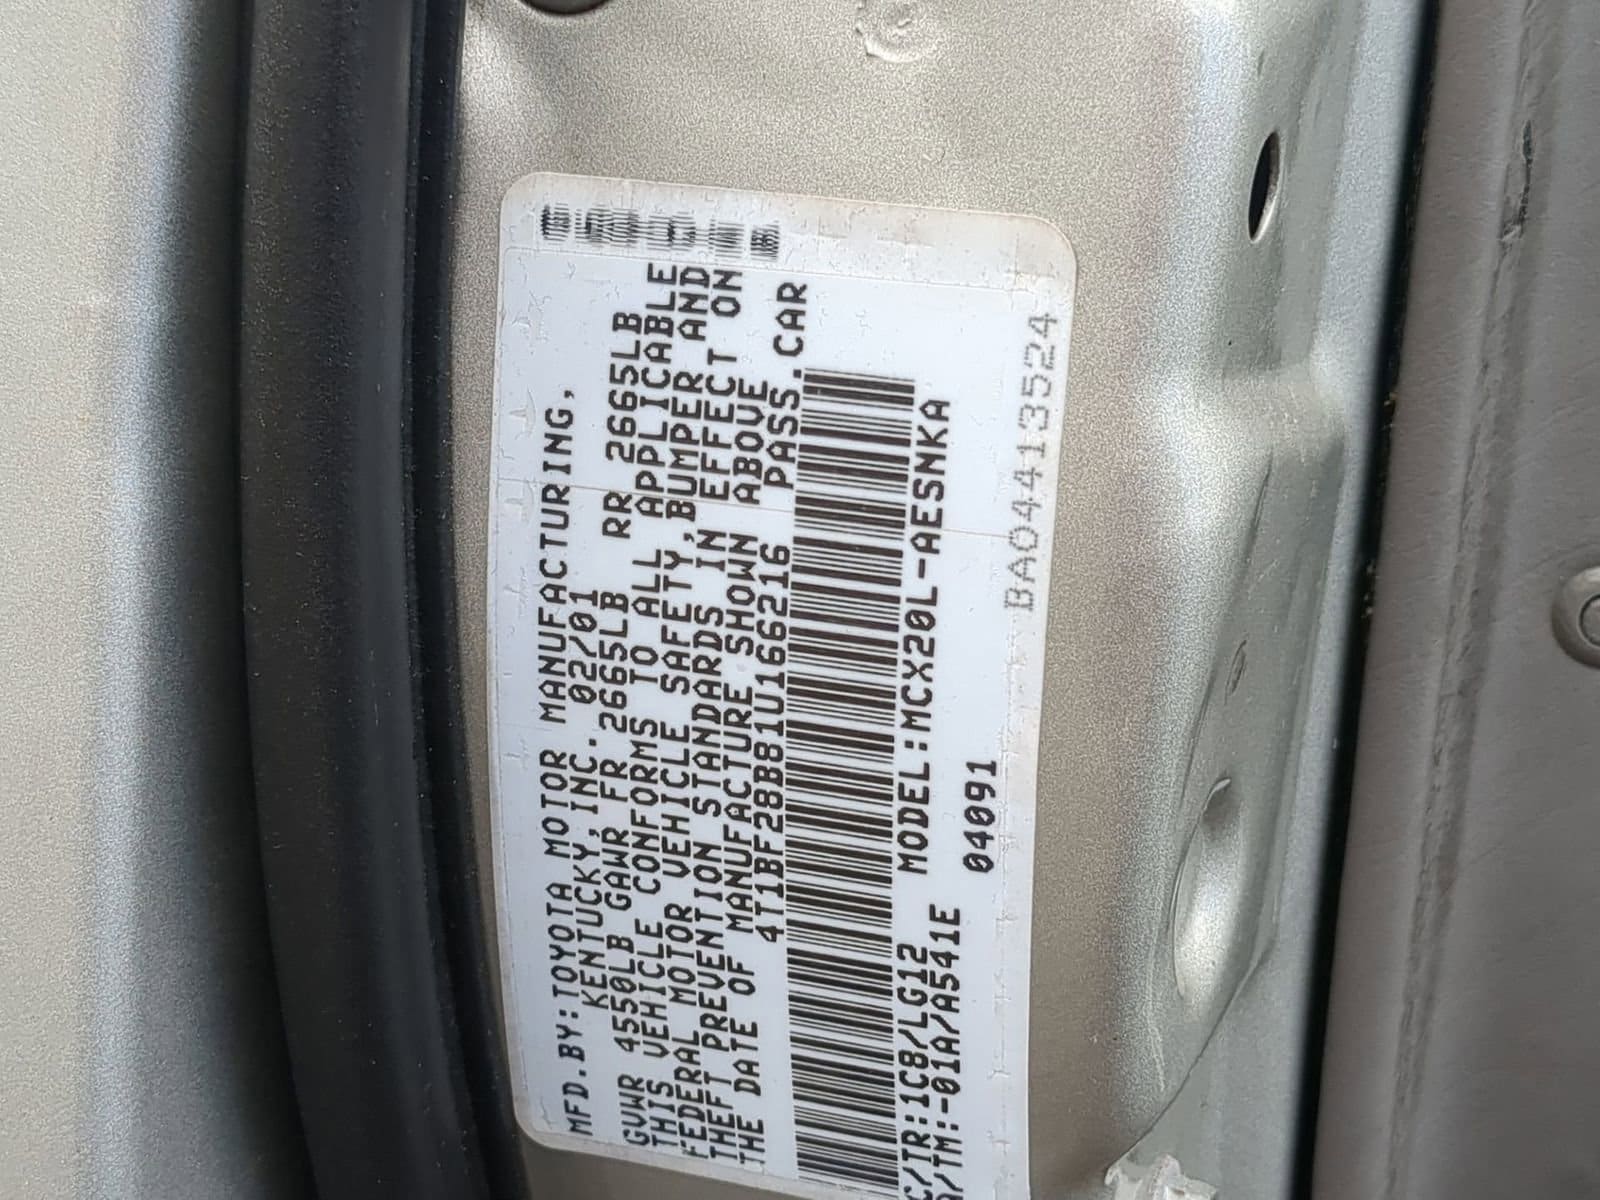 MFD.BY:TOYOTA MOTOR MANUFACTURING,
KENTUCKY,INC. 02/01
GVWR 4550LB GAWR FR 2665LB RR 2665LB
THIS VEHICLE CONFORMS TO ALL APPLICABLE
FEDERAL MOTOR VEHICLE SAFETY,BUMPER AND
THEFT PREVENTION STANDARDS IN EFFECT ON
THE DATE OF MANUFACTURE SHOWN ABOVE
4T1BF28B81U166216 PASS.CAR
C/TR:1C8/LG12 MODEL:MCX20L-AESNKA
A/TM:-01A/A541E 04091
BA04413524